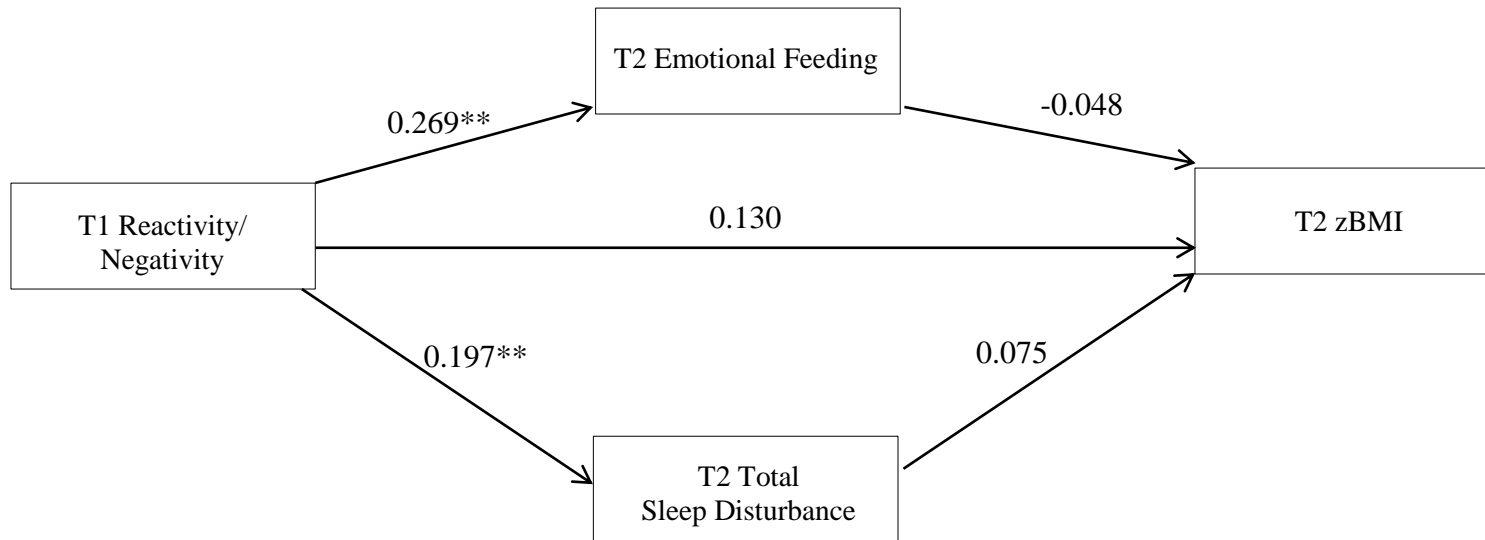 T2 Emotional Feeding
-0.048
0.269**
T1 Reactivity/
Negativity
0.130
T2 zBMI
0.197**
0.075
T2 Total
Sleep Disturbance